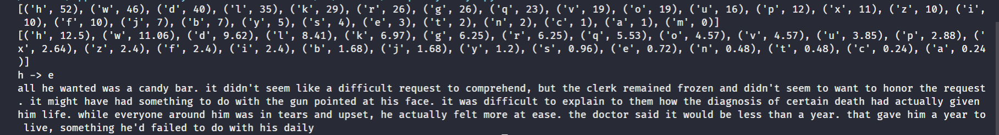 [('h', 52), ('w', 46), ('d', 40), ('l', 35), ('k', 29), ('r', 26), ('g', 26), ('q', 23), ('v', 19), ('o', 19), ('u', 16), ('p', 12), ('x', 11), ('z', 10), ('i',
 10), ('f', 10), ('j', 7), ('b', 7), ('y', 5), ('s', 4), ('e', 3), ('t', 2), ('n', 2), ('c', 1), ('a', 1), ('m', 0)]
[('h', 12.5), ('w', 11.06), ('d', 9.62), ('l', 8.41), ('k', 6.97), ('g', 6.25), ('r', 6.25), ('q', 5.53), ('o', 4.57), ('v', 4.57), ('u', 3.85), ('p', 2.88), ('
x', 2.64), ('z', 2.4), ('f', 2.4), ('i', 2.4), ('b', 1.68), ('j', 1.68), ('y', 1.2), ('s', 0.96), ('e', 0.72), ('n', 0.48), ('t', 0.48), ('c', 0.24), ('a', 0.24
)]
h -> e
all he wanted was a candy bar. it didn't seem like a difficult request to comprehend, but the clerk remained frozen and didn't seem to want to honor the request
. it might have had something to do with the gun pointed at his face. it was difficult to explain to them how the diagnosis of certain death had actually given
him life. while everyone around him was in tears and upset, he actually felt more at ease. the doctor said it would be less than a year. that gave him a year to
 live, something he'd failed to do with his daily